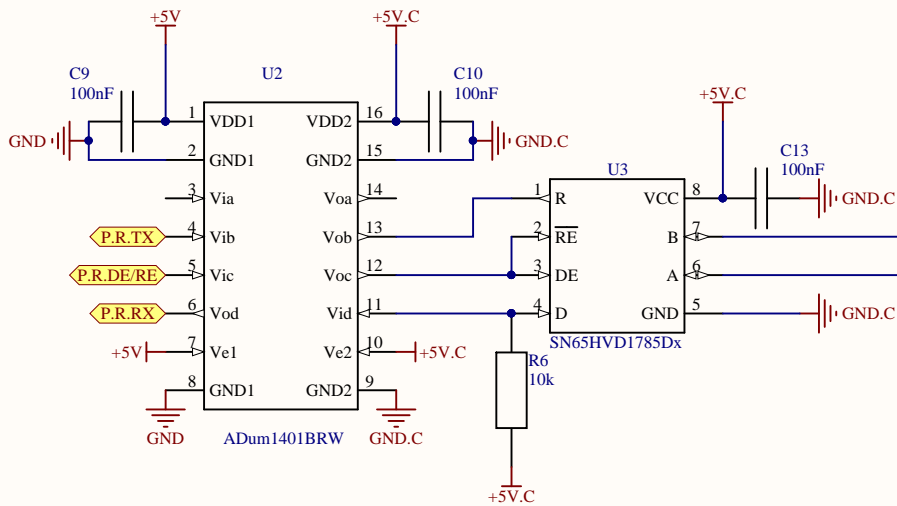 +5V
+5V.C
C9
100nF
U2
C10
100nF
+5V.C
1
VDD1
VDD2
16
GND
GND.C
2
GND1
GND2
15
C13
100nF
U3
3
Via
Voa
14
1
R
VCC
8
GND.C
P.R.TX
4
Vib
Vob
13
2
RE
B
7
P.R.DE/RE
5
Vic
Voc
12
3
DE
A
6
P.R.RX
6
Vod
Vid
11
4
D
GND
5
GND.C
SN65HVD1785Dx
+5V
7
Ve1
Ve2
10
+5V.C
R6
10k
8
GND1
GND2
9
GND
ADum1401BRW
GND.C
+5V.C